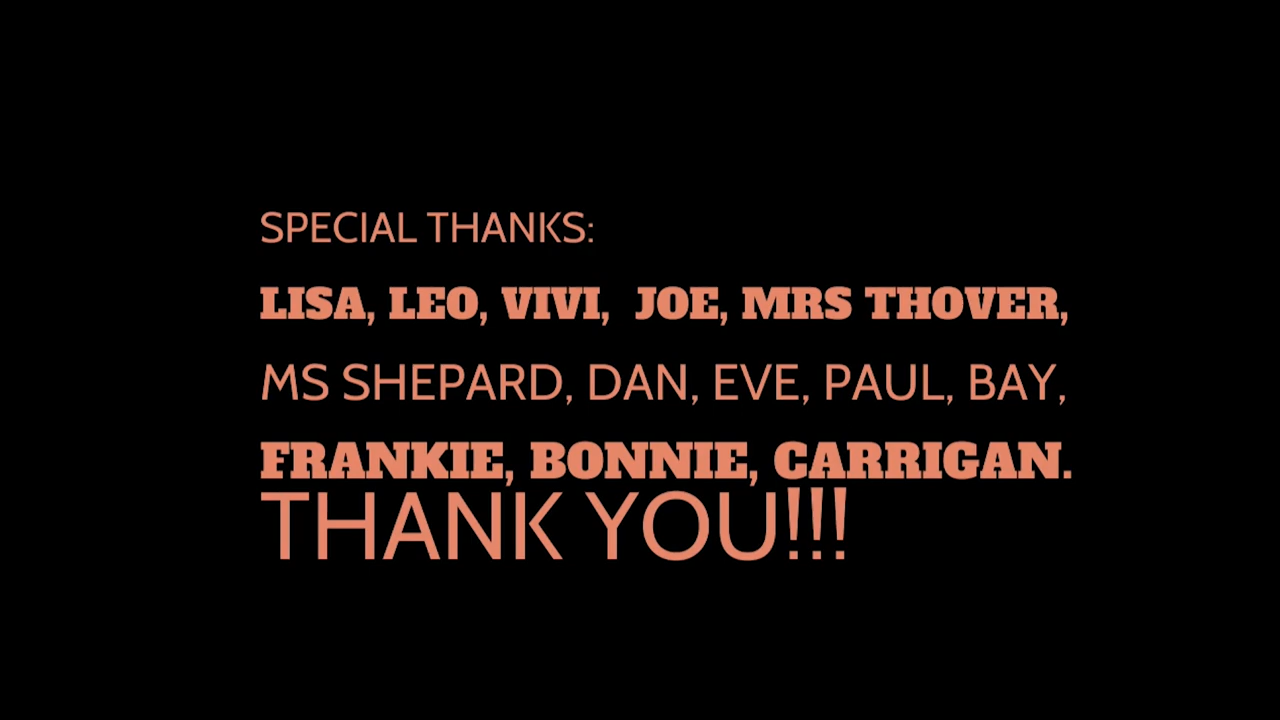 SPECIAL THANKS:
LISA, LEO, VIVI,  JOE, MRS THOVER,
MS SHEPARD, DAN, EVE, PAUL, BAY,
FRANKIE, BONNIE, CARRIGAN.
THANK YOU!!!